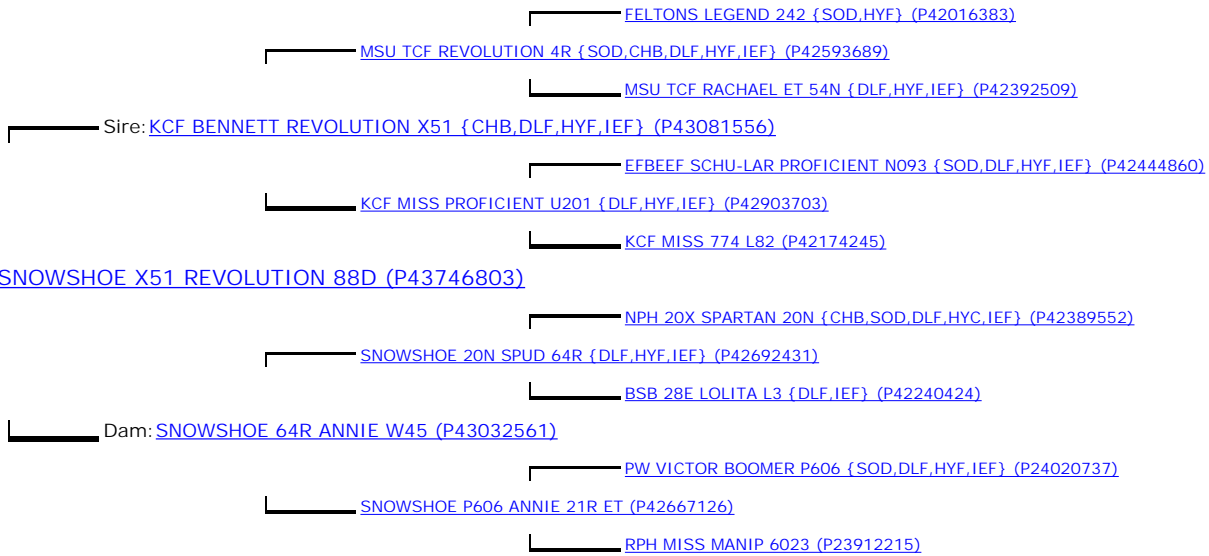 FELTONS LEGEND 242 {SOD,HYF} (P42016383)
MSU TCF REVOLUTION 4R {SOD,CHB,DLF,HYF,IEF} (P42593689)
MSU TCF RACHAEL ET 54N {DLF,HYF,IEF} (P42392509)
Sire: KCF BENNETT REVOLUTION X51 {CHB,DLF,HYF,IEF} (P43081556)
EFBEEF SCHU-LAR PROFICIENT N093 {SOD,DLF,HYF,IEF} (P42444860)
KCF MISS PROFICIENT U201 {DLF,HYF,IEF} (P42903703)
KCF MISS 774 L82 (P42174245)
SNOWSHOE X51 REVOLUTION 88D (P43746803)
NPH 20X SPARTAN 20N {CHB,SOD,DLF,HYC,IEF} (P42389552)
SNOWSHOE 20N SPUD 64R {DLF,HYF,IEF} (P42692431)
BSB 28E LOLITA L3 {DLF,IEF} (P42240424)
Dam: SNOWSHOE 64R ANNIE W45 (P43032561)
PW VICTOR BOOMER P606 {SOD,DLF,HYF,IEF} (P24020737)
SNOWSHOE P606 ANNIE 21R ET (P42667126)
RPH MISS MANIP 6023 (P23912215)